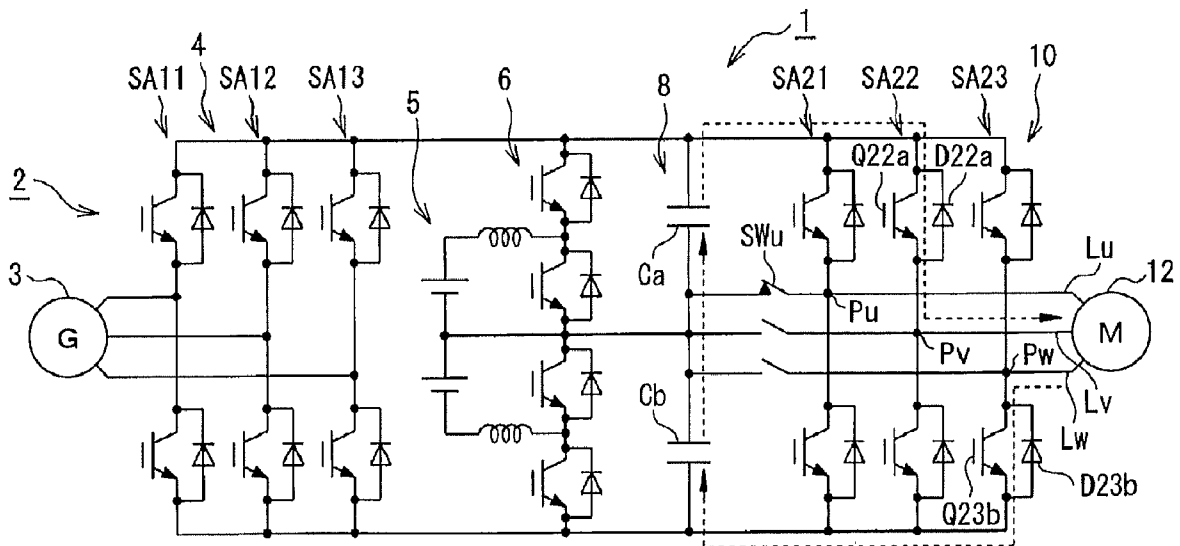 1
4
SA11
SA12
SA13
5
6
8
SA21
SA22
SA23
10
Q22a
D22a
2
SWu
Ca
Lu
12
3
Pu
G
M
Pv
Pw
Cb
Lv
Lw
D23b
Q23b